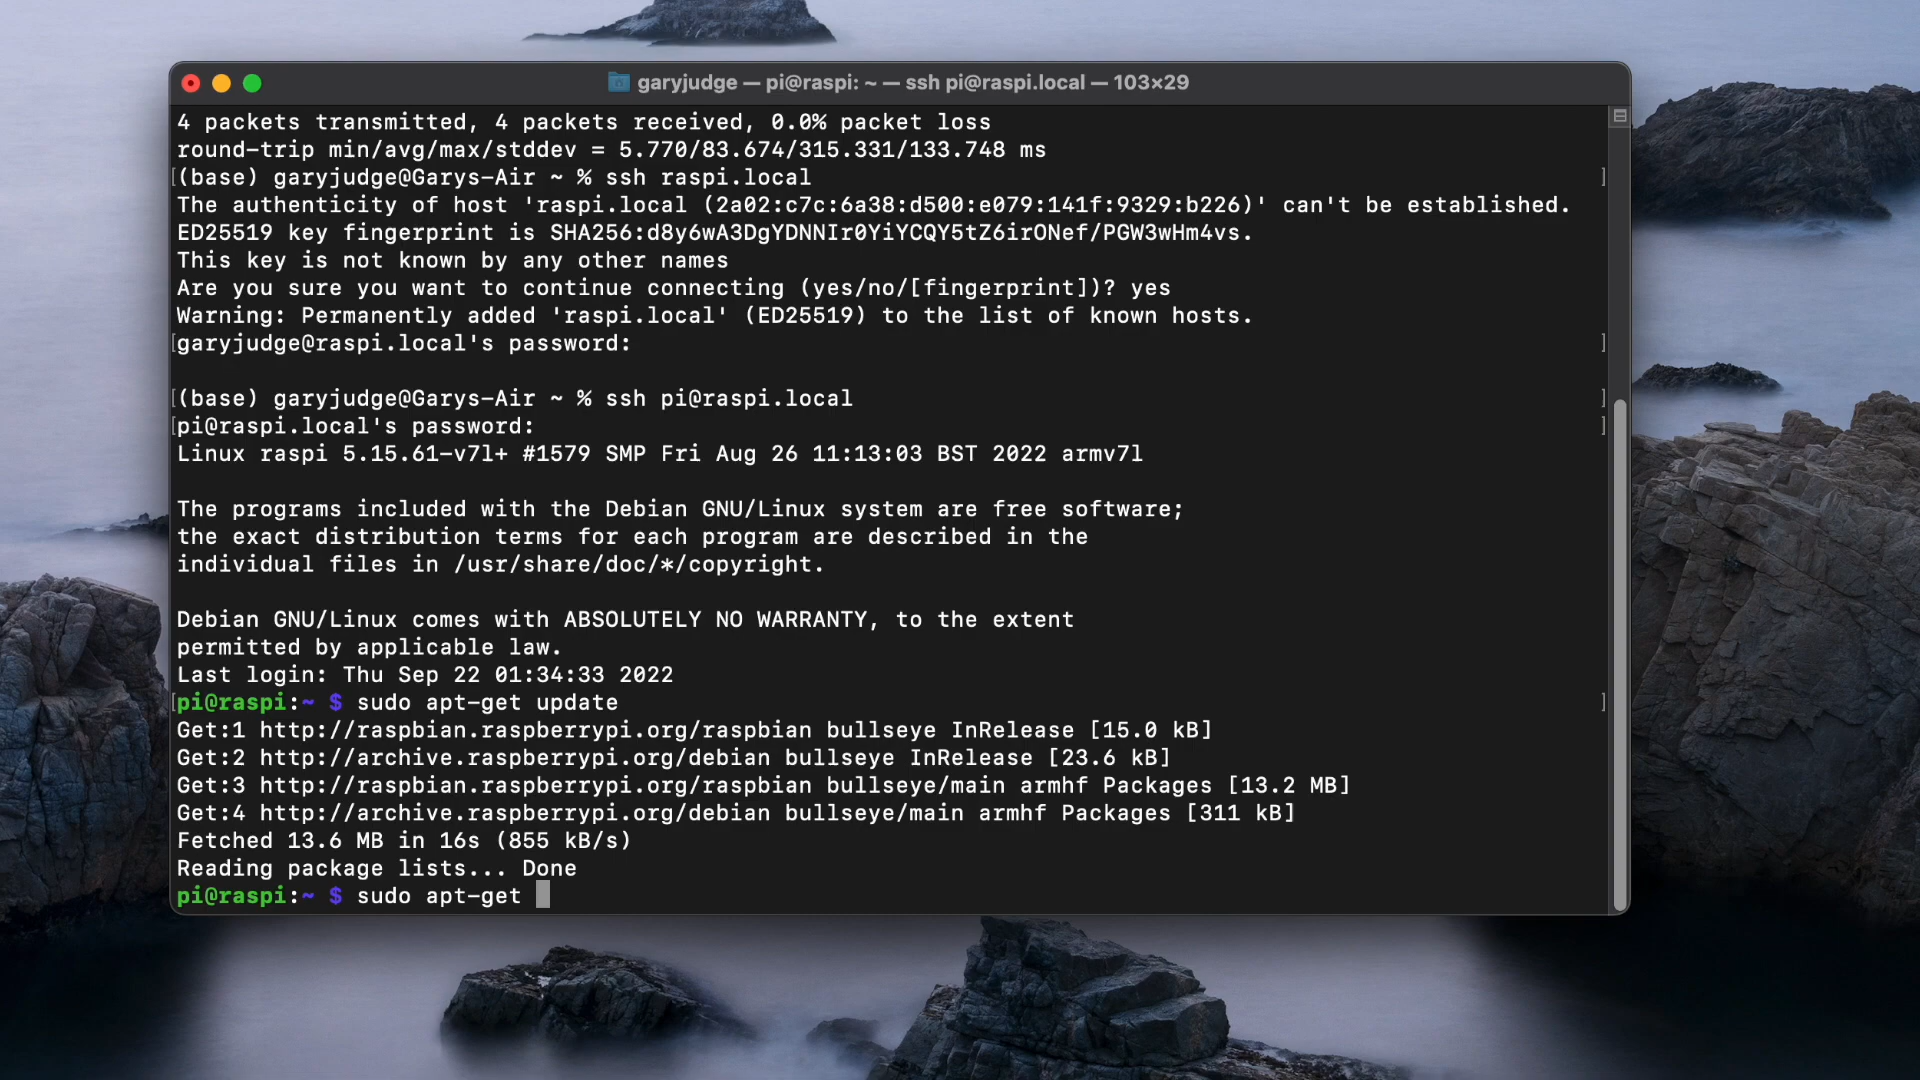 garyjudge — pi@raspi: ~ — ssh pi@raspi.local — 103×29
4 packets transmitted, 4 packets received, 0.0% packet loss
round-trip min/avg/max/stddev = 5.770/83.674/315.331/133.748 ms
[(base) garyjudge@Garys-Air ~ % ssh raspi.local ]
The authenticity of host 'raspi.local (2a02:c7c:6a38:d500:e079:141f:9329:b226)' can't be established.
ED25519 key fingerprint is SHA256:d8y6wA3DgYDNNIr0YiYCQY5tZ6irONef/PGW3wHm4vs.
This key is not known by any other names
Are you sure you want to continue connecting (yes/no/[fingerprint])? yes
Warning: Permanently added 'raspi.local' (ED25519) to the list of known hosts.
[garyjudge@raspi.local's password: ]
[(base) garyjudge@Garys-Air ~ % ssh pi@raspi.local ]
[pi@raspi.local's password: ]
Linux raspi 5.15.61-v7l+ #1579 SMP Fri Aug 26 11:13:03 BST 2022 armv7l
The programs included with the Debian GNU/Linux system are free software;
the exact distribution terms for each program are described in the
individual files in /usr/share/doc/*/copyright.
Debian GNU/Linux comes with ABSOLUTELY NO WARRANTY, to the extent
permitted by applicable law.
Last login: Thu Sep 22 01:34:33 2022
[pi@raspi:~ $ sudo apt-get update ]
Get:1 http://raspbian.raspberrypi.org/raspbian bullseye InRelease [15.0 kB]
Get:2 http://archive.raspberrypi.org/debian bullseye InRelease [23.6 kB]
Get:3 http://raspbian.raspberrypi.org/raspbian bullseye/main armhf Packages [13.2 MB]
Get:4 http://archive.raspberrypi.org/debian bullseye/main armhf Packages [311 kB]
Fetched 13.6 MB in 16s (855 kB/s)
Reading package lists... Done
pi@raspi:~ $ sudo apt-get